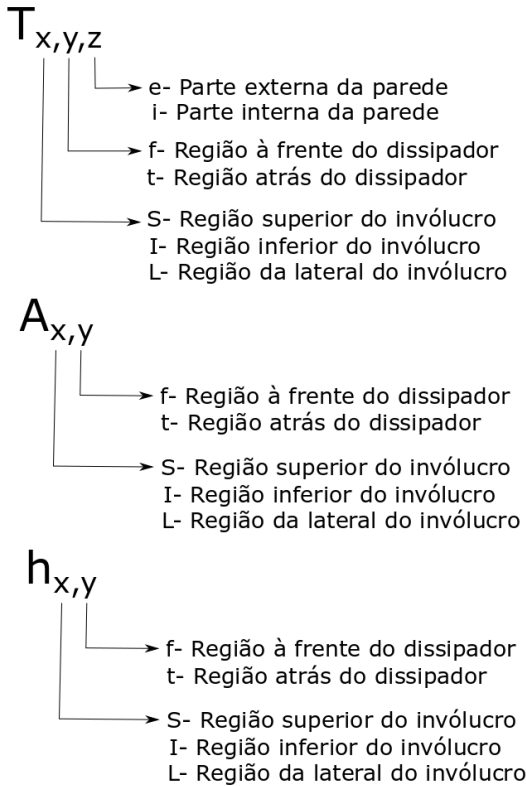 Tx,y,z
e- Parte externa da parede
i- Parte interna da parede
f- Região à frente do dissipador
t- Região atrás do dissipador
S- Região superior do invólucro
I- Região inferior do invólucro
L- Região da lateral do invólucro
Ax,y
f- Região à frente do dissipador
t- Região atrás do dissipador
S- Região superior do invólucro
I- Região inferior do invólucro
L- Região da lateral do invólucro
hx,y
f- Região à frente do dissipador
t- Região atrás do dissipador
S- Região superior do invólucro
I- Região inferior do invólucro
L- Região da lateral do invólucro